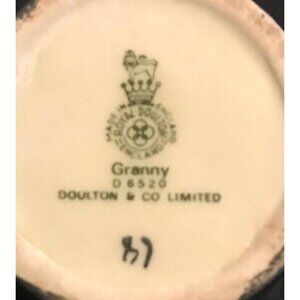 MADE IN ENGLAND
ROYAL DOULTON
ENGLAND
Granny
D 6520
DOULTON & CO LIMITED